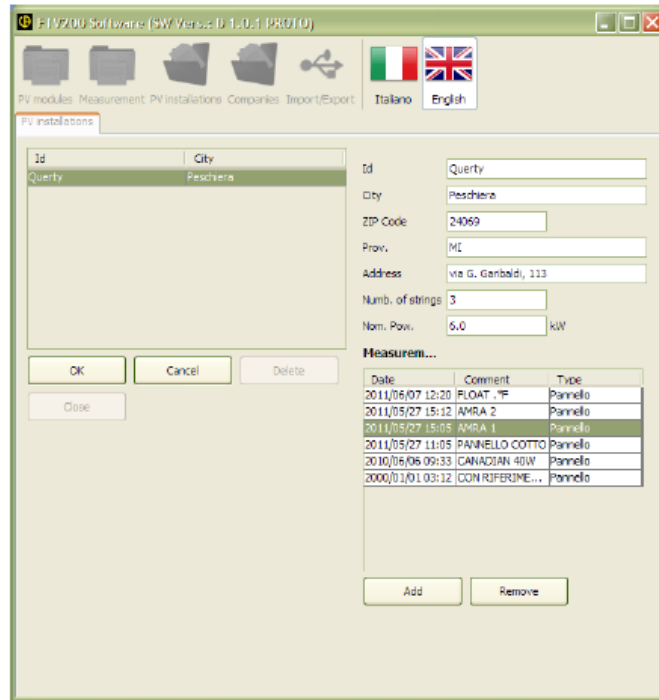 FTV200 Software (SW Vers.: B 1.0.1 PROTO)
PV modules Measurement PV installations Companies Import/Export Italiano English
PV installations
Id City
Querty Peschiera
OK Cancel Delete
Close
Id Querty
City Peschiera
ZIP Code 24069
Prov. MI
Address via G. Garibaldi, 113
Numb. of strings 3
Nom. Pow. 6.0 kW
Measurem...
Date Comment Type
2011/06/07 12:20 FLOAT ."F Pannello
2011/05/27 15:12 AMRA 2 Pannello
2011/05/27 15:05 AMRA 1 Pannello
2011/05/27 11:05 PANNELLO COTTO Pannello
2010/06/06 09:33 CANADIAN 40W Pannello
2000/01/01 03:12 CON RIFERIME... Pannello
Add Remove